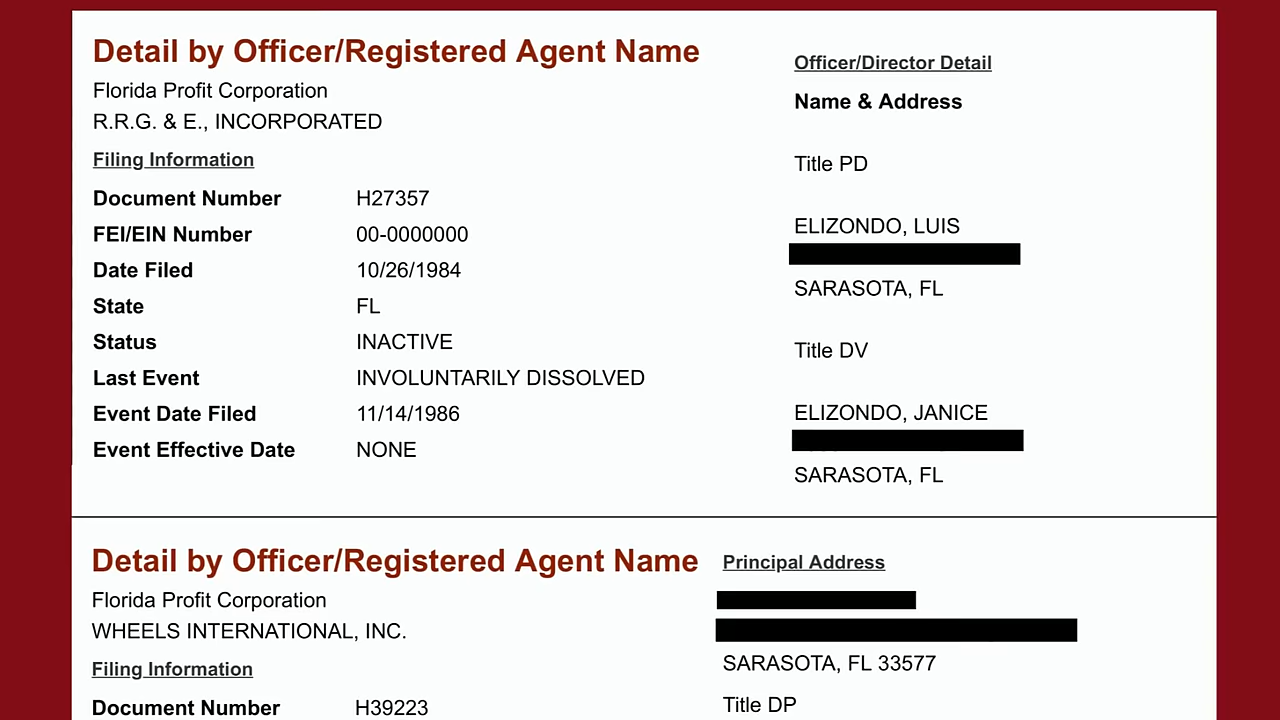 Detail by Officer/Registered Agent Name
Florida Profit Corporation
R.R.G. & E., INCORPORATED
Filing Information
Document Number H27357
FEI/EIN Number 00-0000000
Date Filed 10/26/1984
State FL
Status INACTIVE
Last Event INVOLUNTARILY DISSOLVED
Event Date Filed 11/14/1986
Event Effective Date NONE
Officer/Director Detail
Name & Address
Title PD
ELIZONDO, LUIS
SARASOTA, FL
Title DV
ELIZONDO, JANICE
SARASOTA, FL
Detail by Officer/Registered Agent Name
Florida Profit Corporation
WHEELS INTERNATIONAL, INC.
Filing Information
Document Number H39223
Principal Address
SARASOTA, FL 33577
Title DP